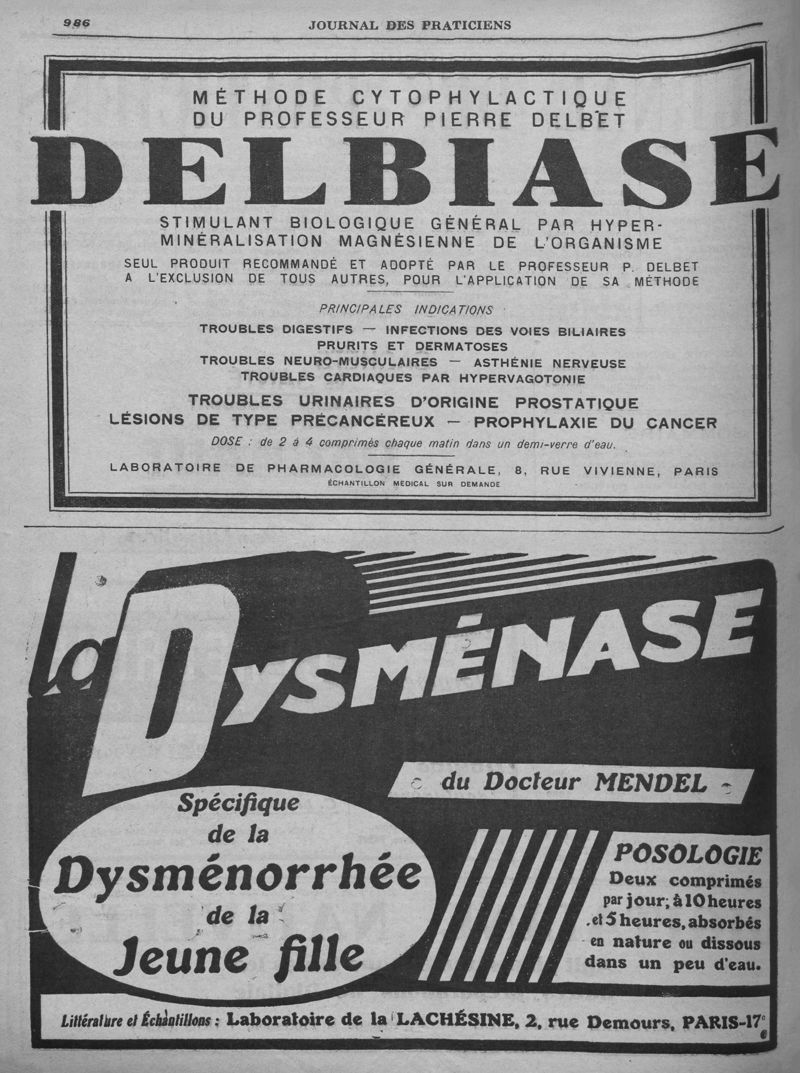 986
JOURNAL DES PRATICIENS
MÉTHODE CYTOPHYLACTIQUE
DU PROFESSEUR PIERRE DELBET
DELBIASE
STIMULANT BIOLOGIQUE GÉNÉRAL PAR HYPER-
MINÉRALISATION MAGNÉSIENNE DE L'ORGANISME
SEUL PRODUIT RECOMMANDÉ ET ADOPTÉ PAR LE PROFESSEUR P. DELBET
A L'EXCLUSION DE TOUS AUTRES, POUR L'APPLICATION DE SA MÉTHODE
PRINCIPALES INDICATIONS
TROUBLES DIGESTIFS — INFECTIONS DES VOIES BILIAIRES
PRURITS ET DERMATOSES
TROUBLES NEURO-MUSCULAIRES — ASTHÉNIE NERVEUSE
TROUBLES CARDIAQUES PAR HYPERVAGOTONIE
TROUBLES URINAIRES D'ORIGINE PROSTATIQUE
LÉSIONS DE TYPE PRÉCANCÉREUX — PROPHYLAXIE DU CANCER
DOSE : de 2 à 4 comprimés chaque matin dans un demi-verre d'eau.
LABORATOIRE DE PHARMACOLOGIE GÉNÉRALE, 8, RUE VIVIENNE, PARIS
ÉCHANTILLON MÉDICAL SUR DEMANDE
La DYSMÉNASE
du Docteur MENDEL
Spécifique
de la
Dysménorrhée
de la
Jeune fille
POSOLOGIE
Deux comprimés
par jour; à 10 heures
et 5 heures, absorbés
en nature ou dissous
dans un peu d'eau.
Littérature et Échantillons : Laboratoire de la LACHÉSINE, 2, rue Demours, PARIS-17e